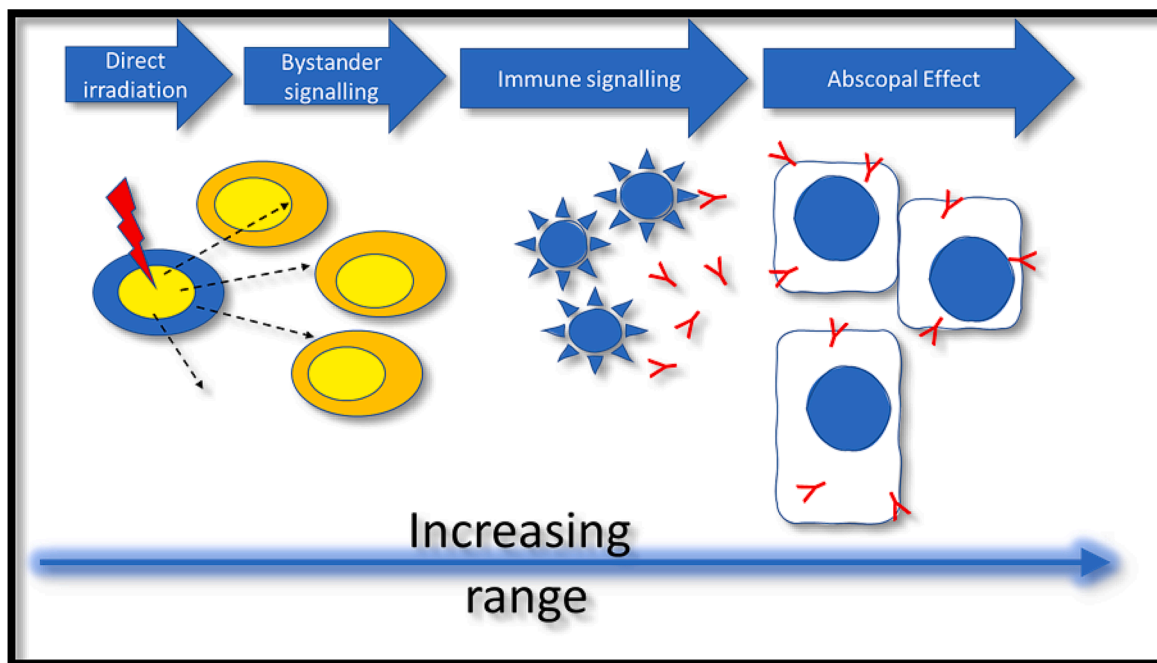 Direct
irradiation
Bystander
signalling
Immune signalling
Abscopal Effect
Increasing
range